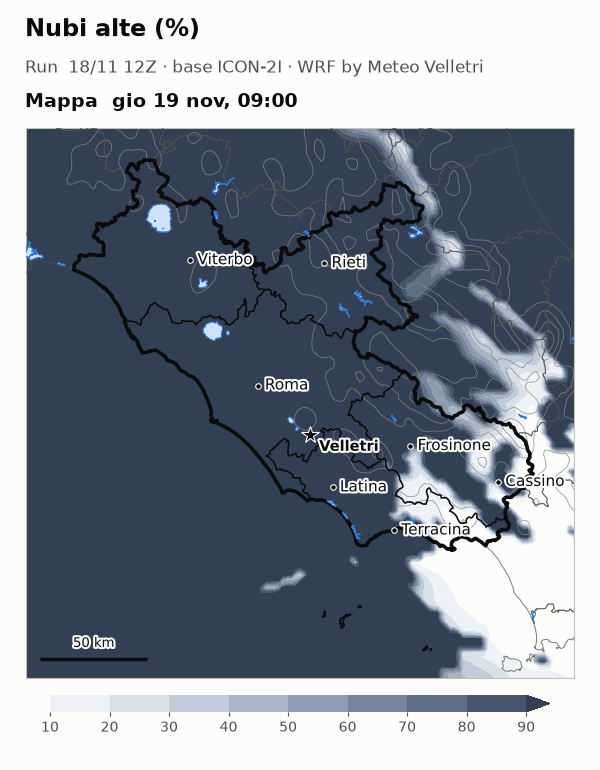 Nubi alte (%)
Run 18/11 12Z · base ICON-2I · WRF by Meteo Velletri
Mappa gio 19 nov, 09:00
Viterbo
Rieti
Roma
Velletri
Frosinone
Latina
Cassino
Terracina
50 km
10 20 30 40 50 60 70 80 90